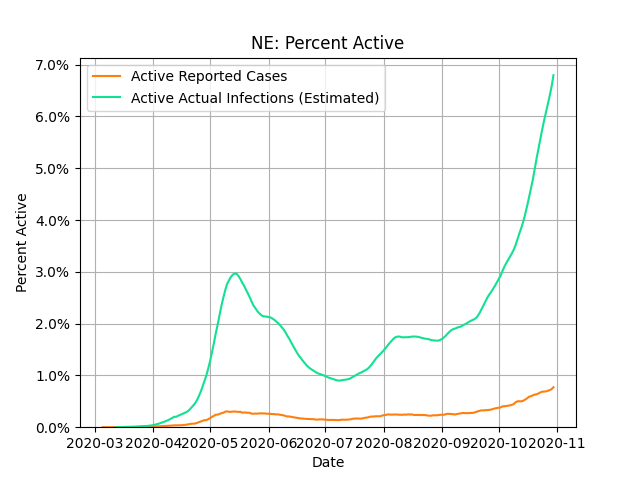 NE: Percent Active
7.0%
6.0%
5.0%
4.0%
3.0%
2.0%
1.0%
0.0%
Percent Active
Active Reported Cases
Active Actual Infections (Estimated)
2020-03 2020-04 2020-05 2020-06 2020-07 2020-08 2020-09 2020-10 2020-11
Date